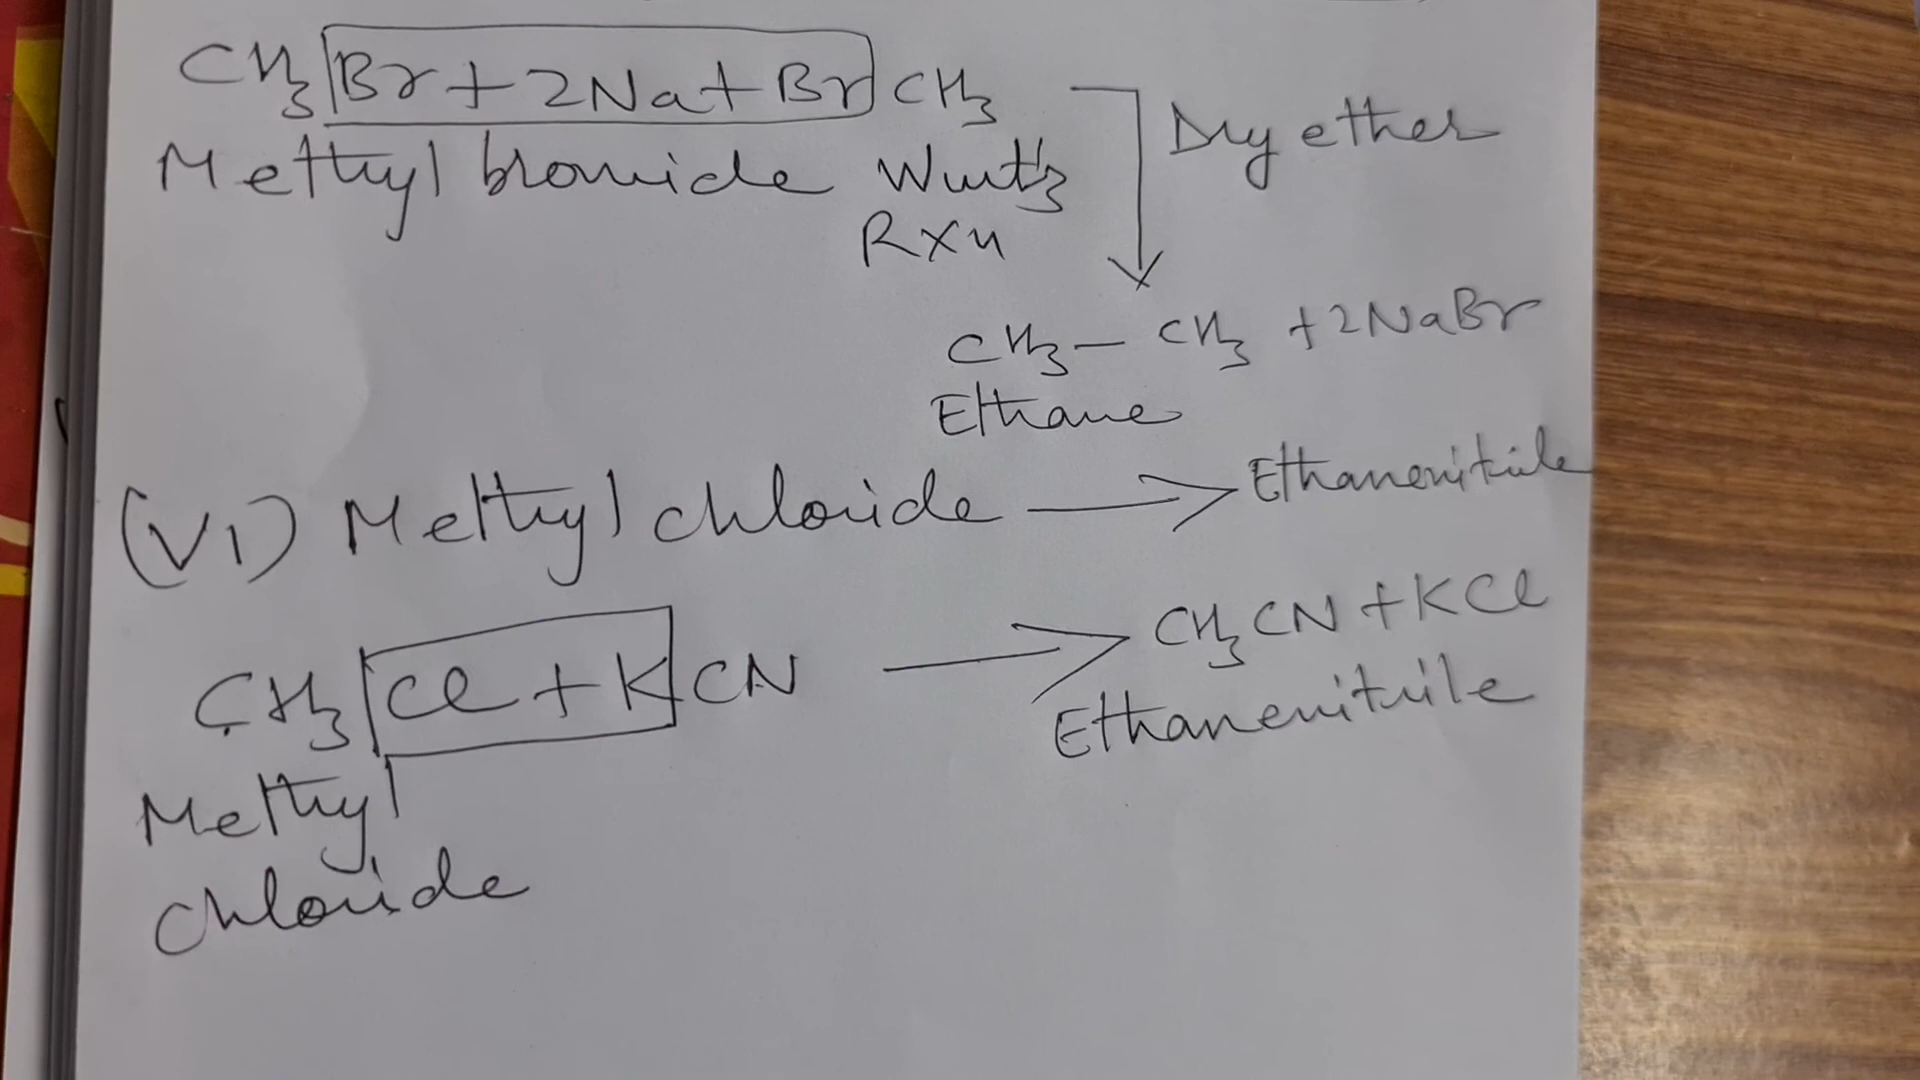 CH3 Br + 2Na + Br CH3
Dry ether
Methyl bromide Wurtz
Rxn
CH3 — CH3 + 2NaBr
Ethane
(VI) Methyl chloride → Ethanenitrile
CH3 Cl + K CN → CH3CN + KCl
Methyl Ethanenitrile
chloride